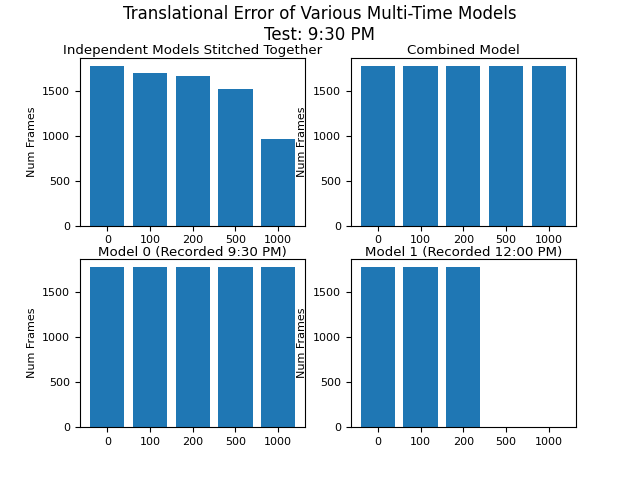 Translational Error of Various Multi-Time Models
Test: 9:30 PM
Independent Models Stitched Together
Num Frames
1500
1000
500
0
0 100 200 500 1000
Combined Model
Num Frames
1500
1000
500
0
0 100 200 500 1000
Model 0 (Recorded 9:30 PM)
Num Frames
1500
1000
500
0
0 100 200 500 1000
Model 1 (Recorded 12:00 PM)
Num Frames
1500
1000
500
0
0 100 200 500 1000